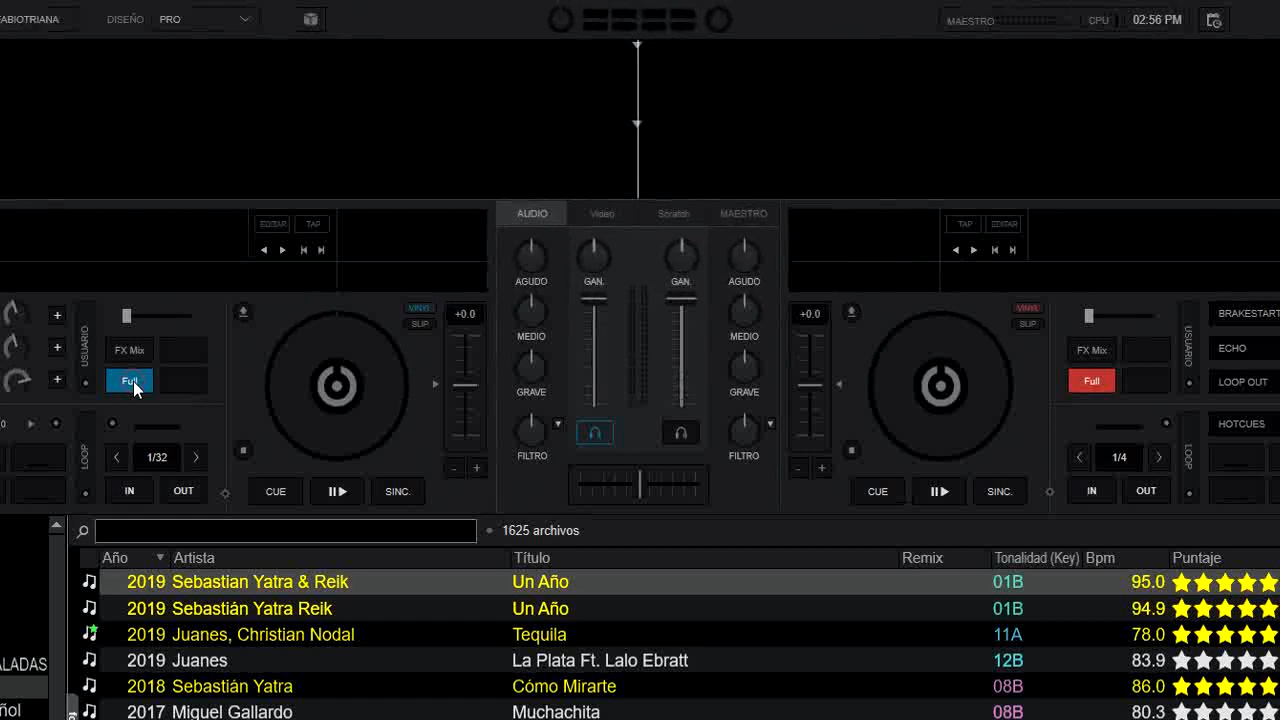 FABIOTRIANA DISEÑO PRO MAESTRO CPU 02:56 PM
EDITAR TAP AUDIO Video Scratch MAESTRO TAP EDITAR
AGUDO GAN. GAN. AGUDO
VINYL +0.0 +0.0 VINYL BRAKESTART
SLIP SLIP
MEDIO MEDIO
USUARIO FX Mix FX Mix USUARIO ECHO
Full Full LOOP OUT
GRAVE GRAVE
0 HOTCUES
LOOP 1/32 FILTRO FILTRO 1/4 LOOP
IN OUT CUE SINC. CUE SINC. IN OUT
- + - +
1625 archivos
Año Artista Título Remix Tonalidad (Key) Bpm Puntaje
2019 Sebastian Yatra & Reik Un Año 01B 95.0
2019 Sebastián Yatra Reik Un Año 01B 94.9
2019 Juanes, Christian Nodal Tequila 11A 78.0
ALADAS 2019 Juanes La Plata Ft. Lalo Ebratt 12B 83.9
2018 Sebastián Yatra Cómo Mirarte 08B 86.0
ñol 2017 Miguel Gallardo Muchachita 08B 80.3